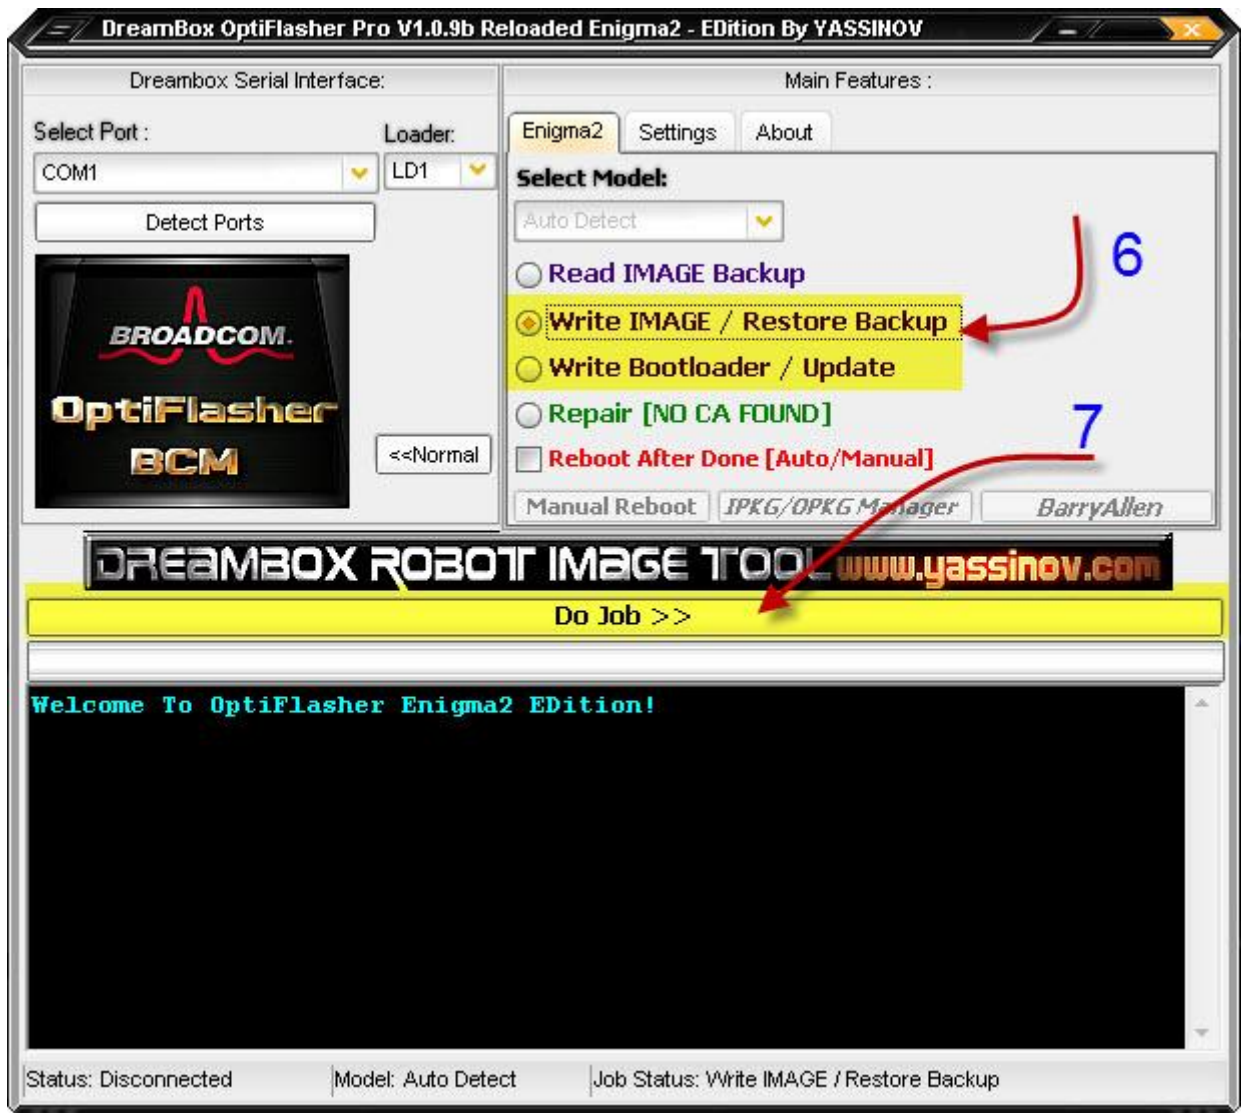 DreamBox OptiFlasher Pro V1.0.9b Reloaded Enigma2 - EDition By YASSINOV
Dreambox Serial Interface:
Main Features :
Select Port :
Loader:
COM1
LD1
Detect Ports
BROADCOM.
OptiFlasher
BCM
<<Normal
Enigma2 Settings About
Select Model:
Auto Detect
6
Read IMAGE Backup
Write IMAGE / Restore Backup
Write Bootloader / Update
Repair [NO CA FOUND]
7
Reboot After Done [Auto/Manual]
Manual Reboot IPKG/OPKG Manager BarryAllen
DREAMBOX ROBOT IMAGE TOOL www.yassinov.com
Do Job >>
Welcome To OptiFlasher Enigma2 EDition!
Status: Disconnected Model: Auto Detect Job Status: Write IMAGE / Restore Backup